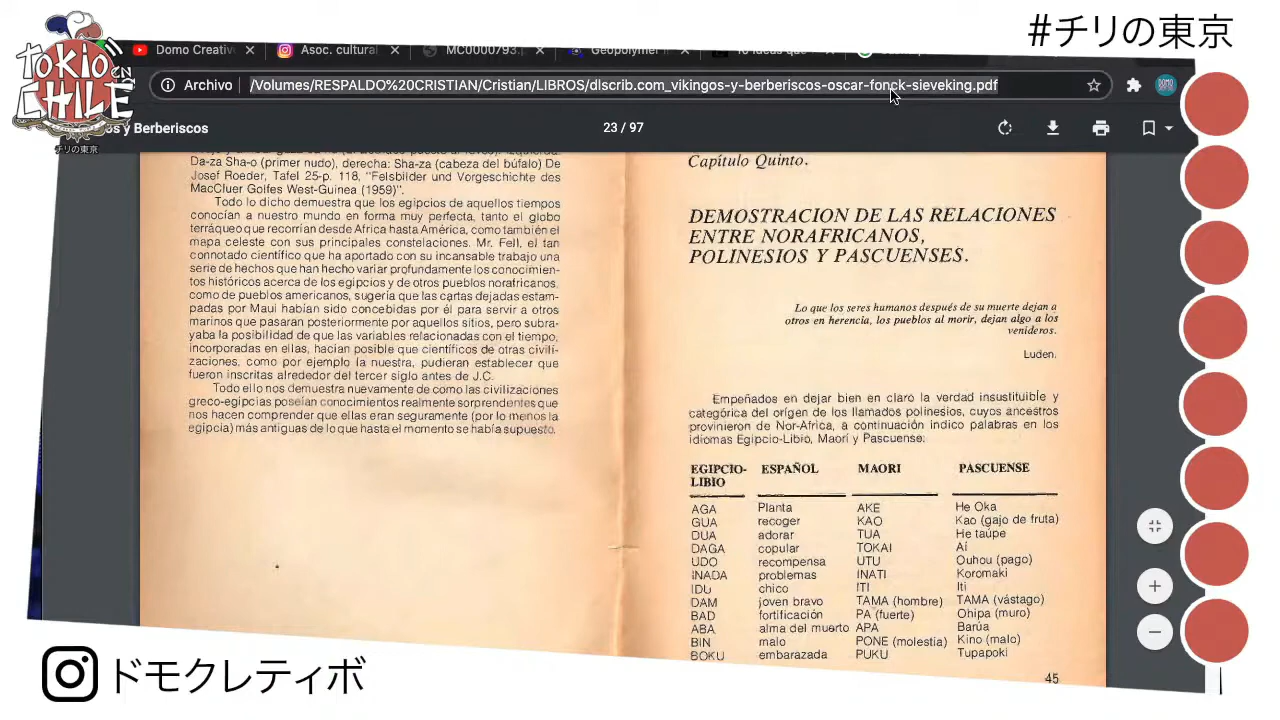 #チリの東京
TOKIO
EN
CHILE
チリの東京
Domo Creativ
Asoc. cultural
MC0000793.
Geopolymer
10 ideas que
Archivo
/Volumes/RESPALDO%20CRISTIAN/Cristian/LIBROS/dlscrib.com_vikingos-y-berberiscos-oscar-fonck-sieveking.pdf
os y Berberiscos
23 / 97
Da-za Sha-o (primer nudo), derecha: Sha-za (cabeza del búfalo) De
Josef Roeder, Tafel 25-p. 118, "Felsbilder und Vorgeschichte des
MacCluer Golfes West-Guinea (1959)".
Todo lo dicho demuestra que los egipcios de aquellos tiempos
conocían a nuestro mundo en forma muy perfecta, tanto el globo
terráqueo que recorrían desde Africa hasta América, como también el
mapa celeste con sus principales constelaciones. Mr. Fell, el tan
connotado científico que ha aportado con su incansable trabajo una
serie de hechos que han hecho variar profundamente los conocimien-
tos históricos acerca de los egipcios y de otros pueblos norafricanos,
como de pueblos americanos, sugería que las cartas dejadas estam-
padas por Maui habían sido concebidas por él para servir a otros
marinos que pasaran posteriormente por aquellos sitios, pero subra-
yaba la posibilidad de que las variables relacionadas con el tiempo,
incorporadas en ellas, hacían posible que científicos de otras civili-
zaciones, como por ejemplo la nuestra, pudieran establecer que
fueron inscritas alrededor del tercer siglo antes de J.C.
Todo ello nos demuestra nuevamente de como las civilizaciones
greco-egipcias poseían conocimientos realmente sorprendentes que
nos hacen comprender que ellas eran seguramente (por lo menos la
egipcia) más antiguas de lo que hasta el momento se había supuesto.
Capítulo Quinto.
DEMOSTRACION DE LAS RELACIONES
ENTRE NORAFRICANOS,
POLINESIOS Y PASCUENSES.
Lo que los seres humanos después de su muerte dejan a
otros en herencia, los pueblos al morir, dejan algo a los
venideros.
Luden.
Empeñados en dejar bien en claro la verdad insustituible y
categórica del orígen de los llamados polinesios, cuyos ancestros
provinieron de Nor-Africa, a continuación indico palabras en los
idiomas Egipcio-Libio, Maorí y Pascuense:
EGIPCIO-LIBIO ESPAÑOL MAORI PASCUENSE
AGA Planta AKE He Oka
GUA recoger KAO Kao (gajo de fruta)
DUA adorar TUA He taúpe
DAGA copular TOKAI Aí
UDO recompensa UTU Ouhou (pago)
INADA problemas INATI Koromaki
IDU chico ITI Iti
DAM joven bravo TAMA (hombre) TAMA (vástago)
BAD fortificación PA (fuerte) Ohipa (muro)
ABA alma del muerto APA Barúa
BIN malo PONE (molestia) Kino (malo)
BOKU embarazada PUKU Tupapoki
45
ドモクレティボ